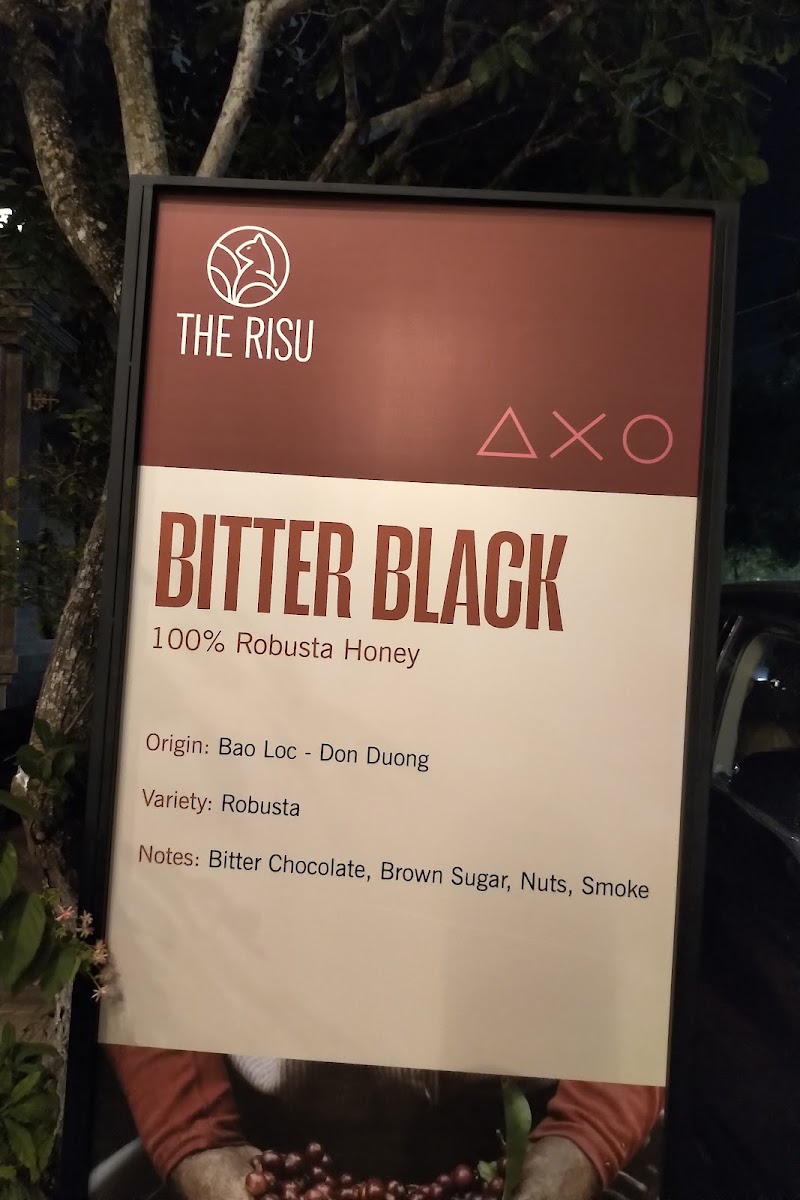 THE RISU
BITTER BLACK
100% Robusta Honey
Origin: Bao Loc - Don Duong
Variety: Robusta
Notes: Bitter Chocolate, Brown Sugar, Nuts, Smoke